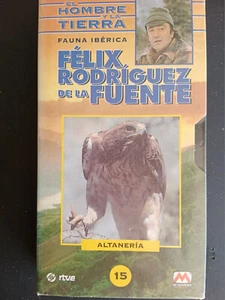 EL HOMBRE
Y LA
TIERRA
FAUNA IBÉRICA
FÉLIX
RODRÍGUEZ
DE LA FUENTE
ALTANERÍA
rtve
15